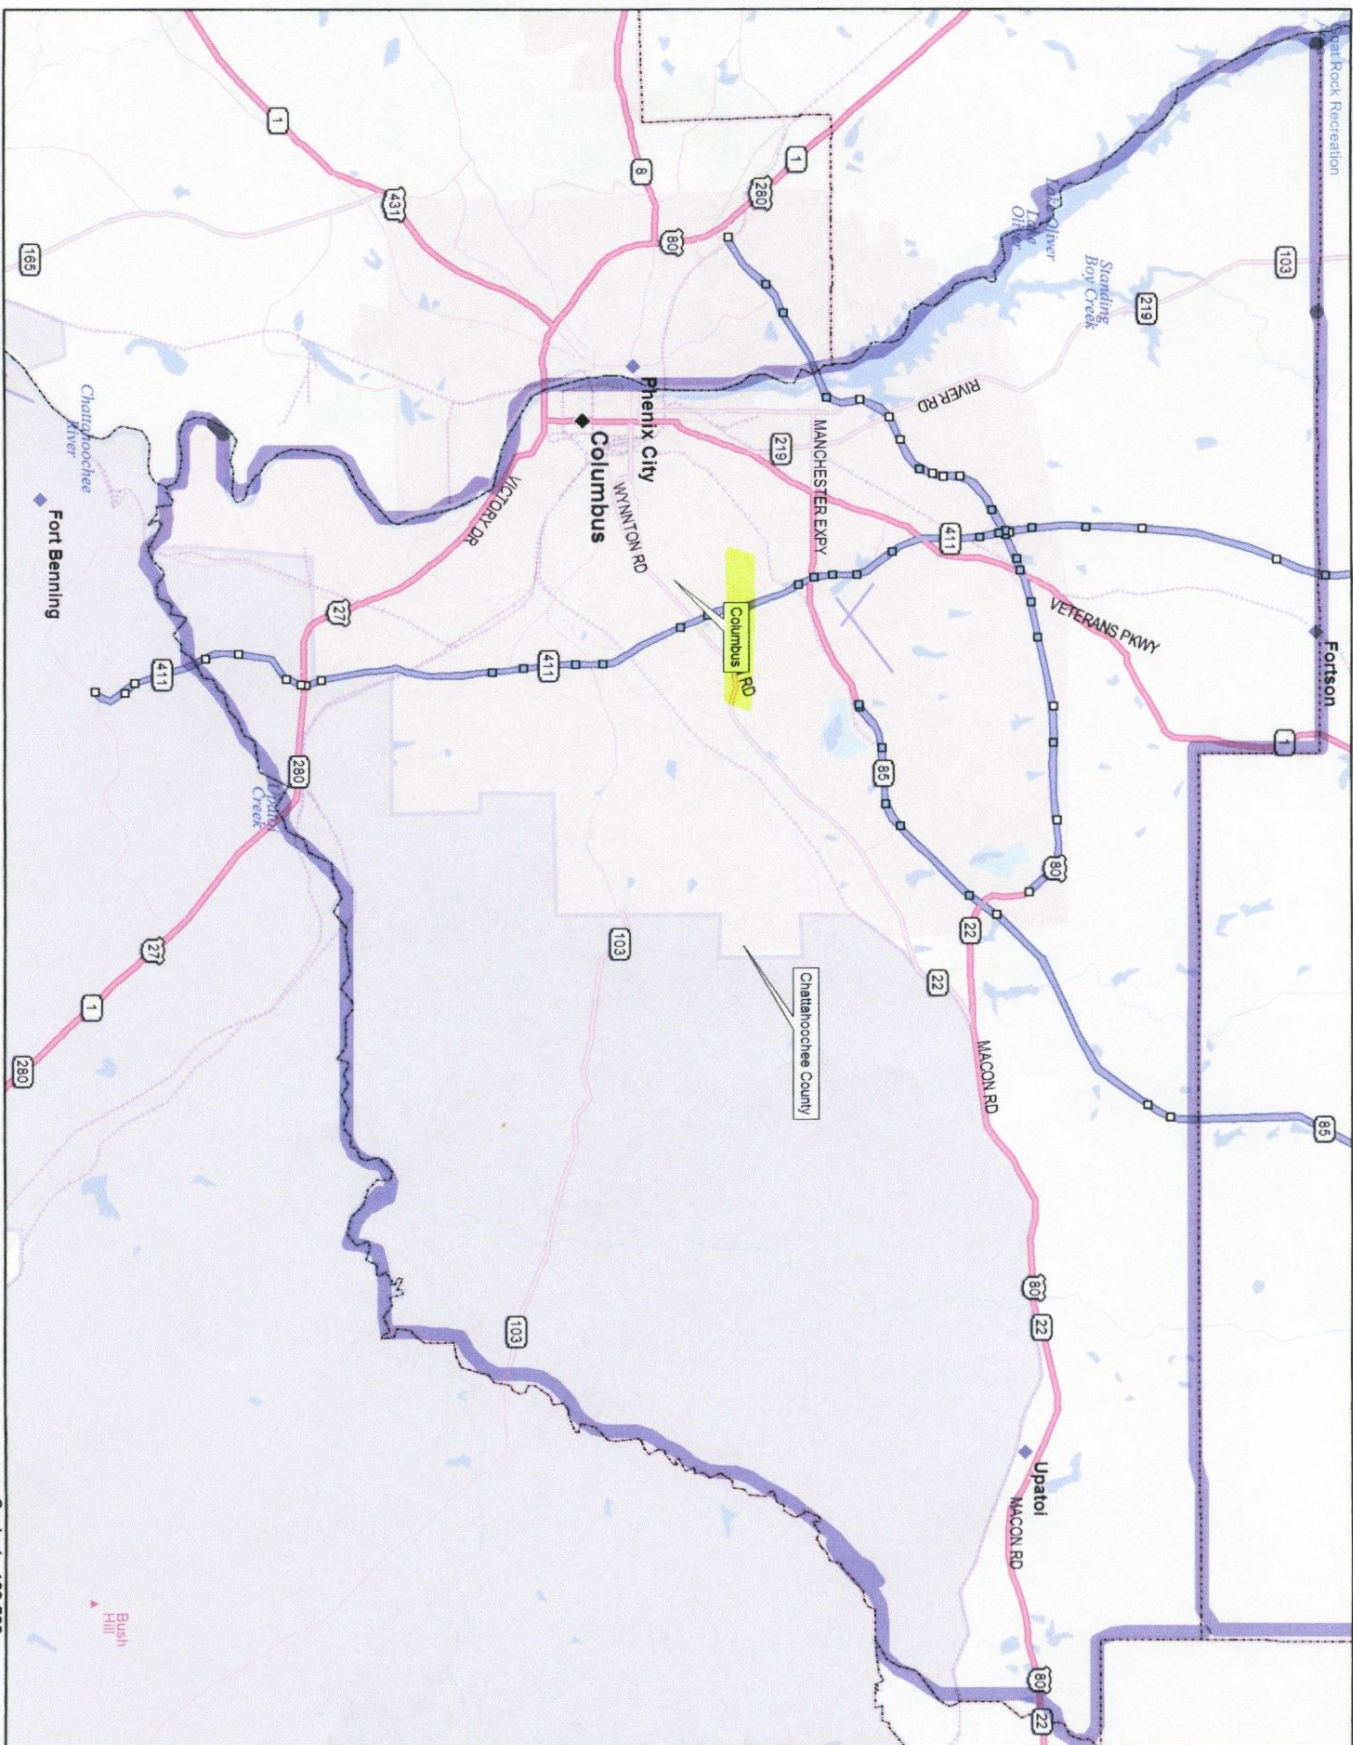 Goat Rock Recreation
103
Fortson
1
85
219
Standing
Boy Creek
VETERANS PKWY
Lake Oliver
Lake
Oliver
80
80
22
Upatoi
80
22
MACON RD
MACON RD
22
411
RIVER RD
22
85
MANCHESTER EXPY
1
280
219
Chattahoochee County
Columbus
RD
80
8
Phenix City
WYNNTON RD
103
Columbus
411
103
VICTORY DR
431
27
280
1
Upatoi
Creek
411
27
Bush
Hill
1
Chattahoochee
River
Fort Benning
165
280